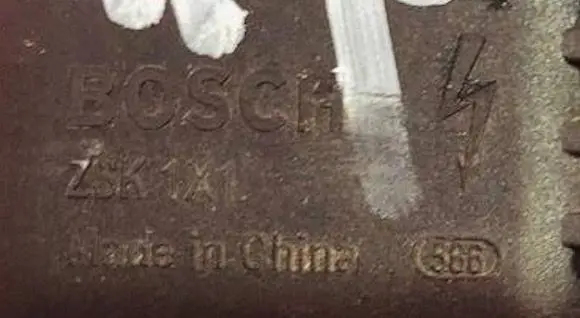 BOSCH
ZSK 1X1
Made in China 566